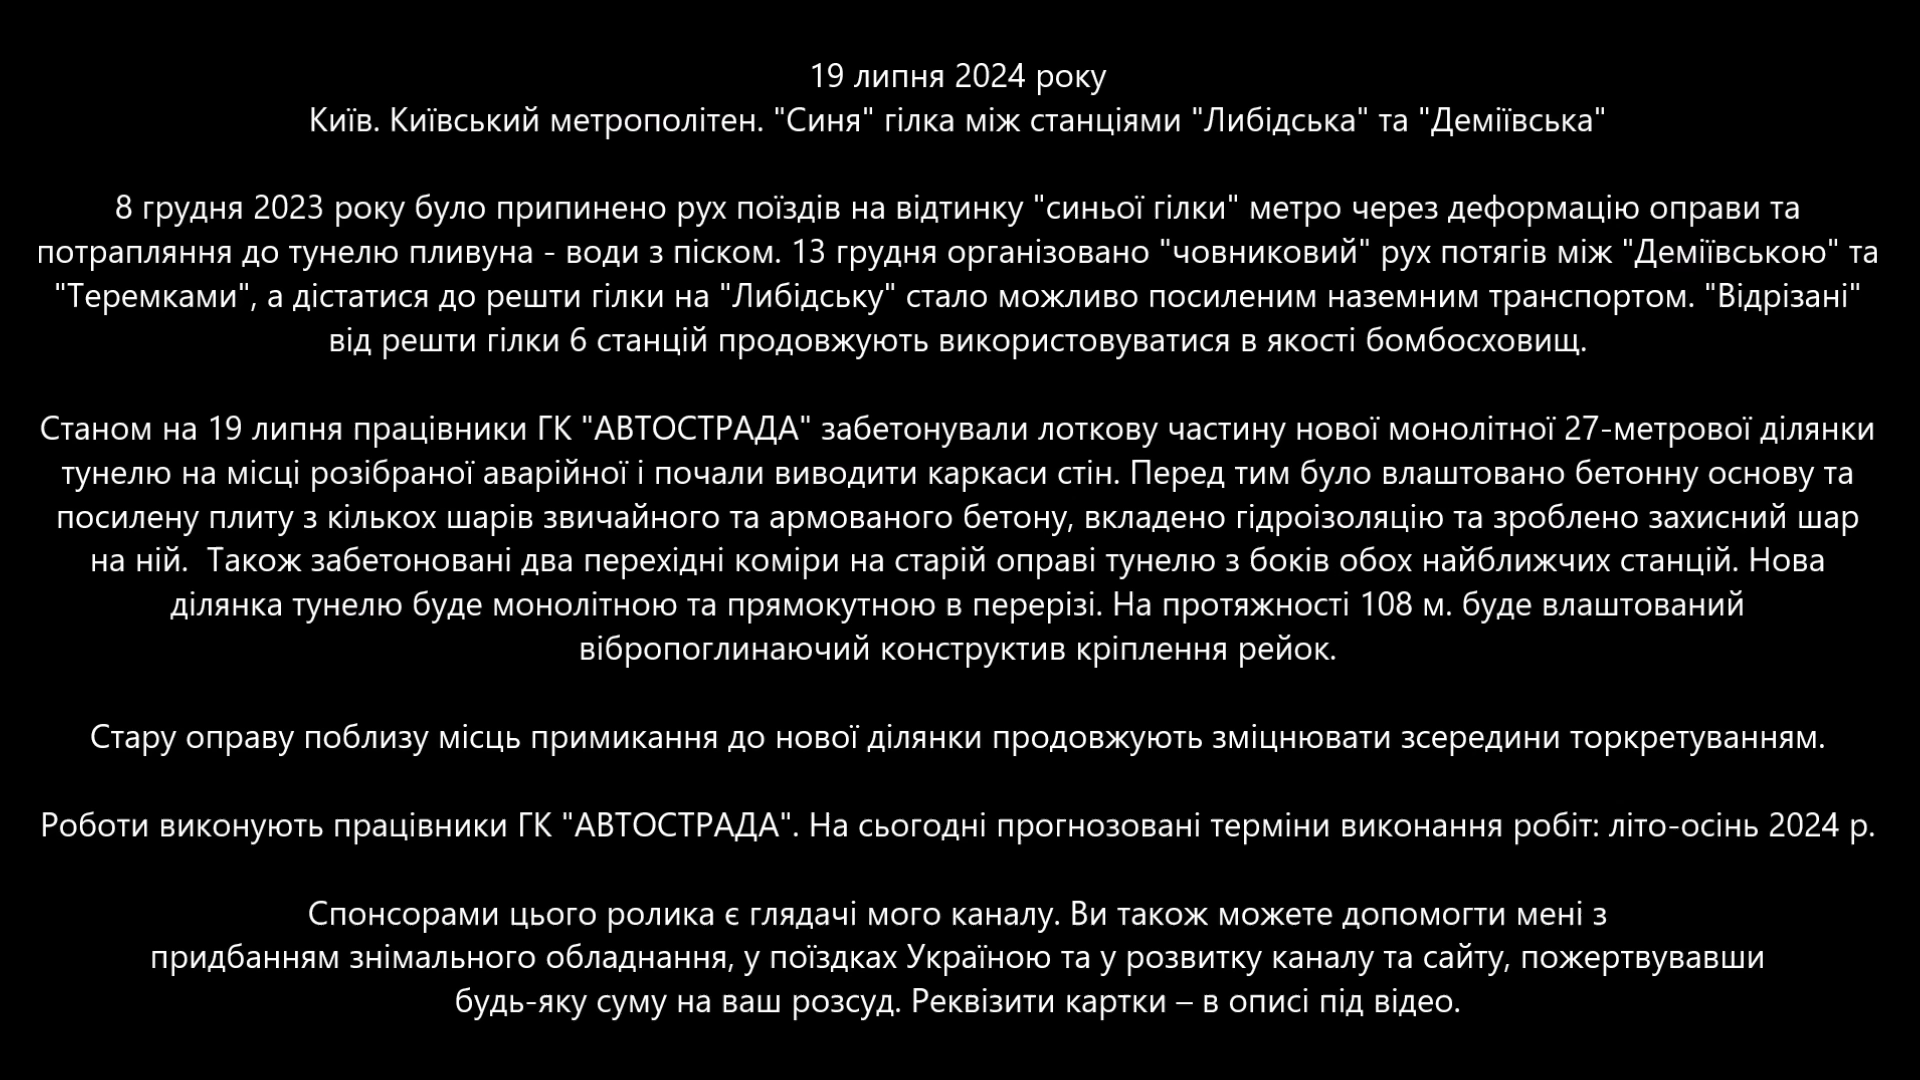 19 липня 2024 року
Київ. Київський метрополітен. "Синя" гілка між станціями "Либідська" та "Деміївська"
8 грудня 2023 року було припинено рух поїздів на відтинку "синьої гілки" метро через деформацію оправи та
потрапляння до тунелю пливуна - води з піском. 13 грудня організовано "човниковий" рух потягів між "Деміївською" та
"Теремками", а дістатися до решти гілки на "Либідську" стало можливо посиленим наземним транспортом. "Відрізані"
від решти гілки 6 станцій продовжують використовуватися в якості бомбосховищ.
Станом на 19 липня працівники ГК "АВТОСТРАДА" забетонували лоткову частину нової монолітної 27-метрової ділянки
тунелю на місці розібраної аварійної і почали виводити каркаси стін. Перед тим було влаштовано бетонну основу та
посилену плиту з кількох шарів звичайного та армованого бетону, вкладено гідроізоляцію та зроблено захисний шар
на ній.  Також забетоновані два перехідні коміри на старій оправі тунелю з боків обох найближчих станцій. Нова
ділянка тунелю буде монолітною та прямокутною в перерізі. На протяжності 108 м. буде влаштований
вібропоглинаючий конструктив кріплення рейок.
Стару оправу поблизу місць примикання до нової ділянки продовжують зміцнювати зсередини торкретуванням.
Роботи виконують працівники ГК "АВТОСТРАДА". На сьогодні прогнозовані терміни виконання робіт: літо-осінь 2024 р.
Спонсорами цього ролика є глядачі мого каналу. Ви також можете допомогти мені з
придбанням знімального обладнання, у поїздках Україною та у розвитку каналу та сайту, пожертвувавши
будь-яку суму на ваш розсуд. Реквізити картки – в описі під відео.